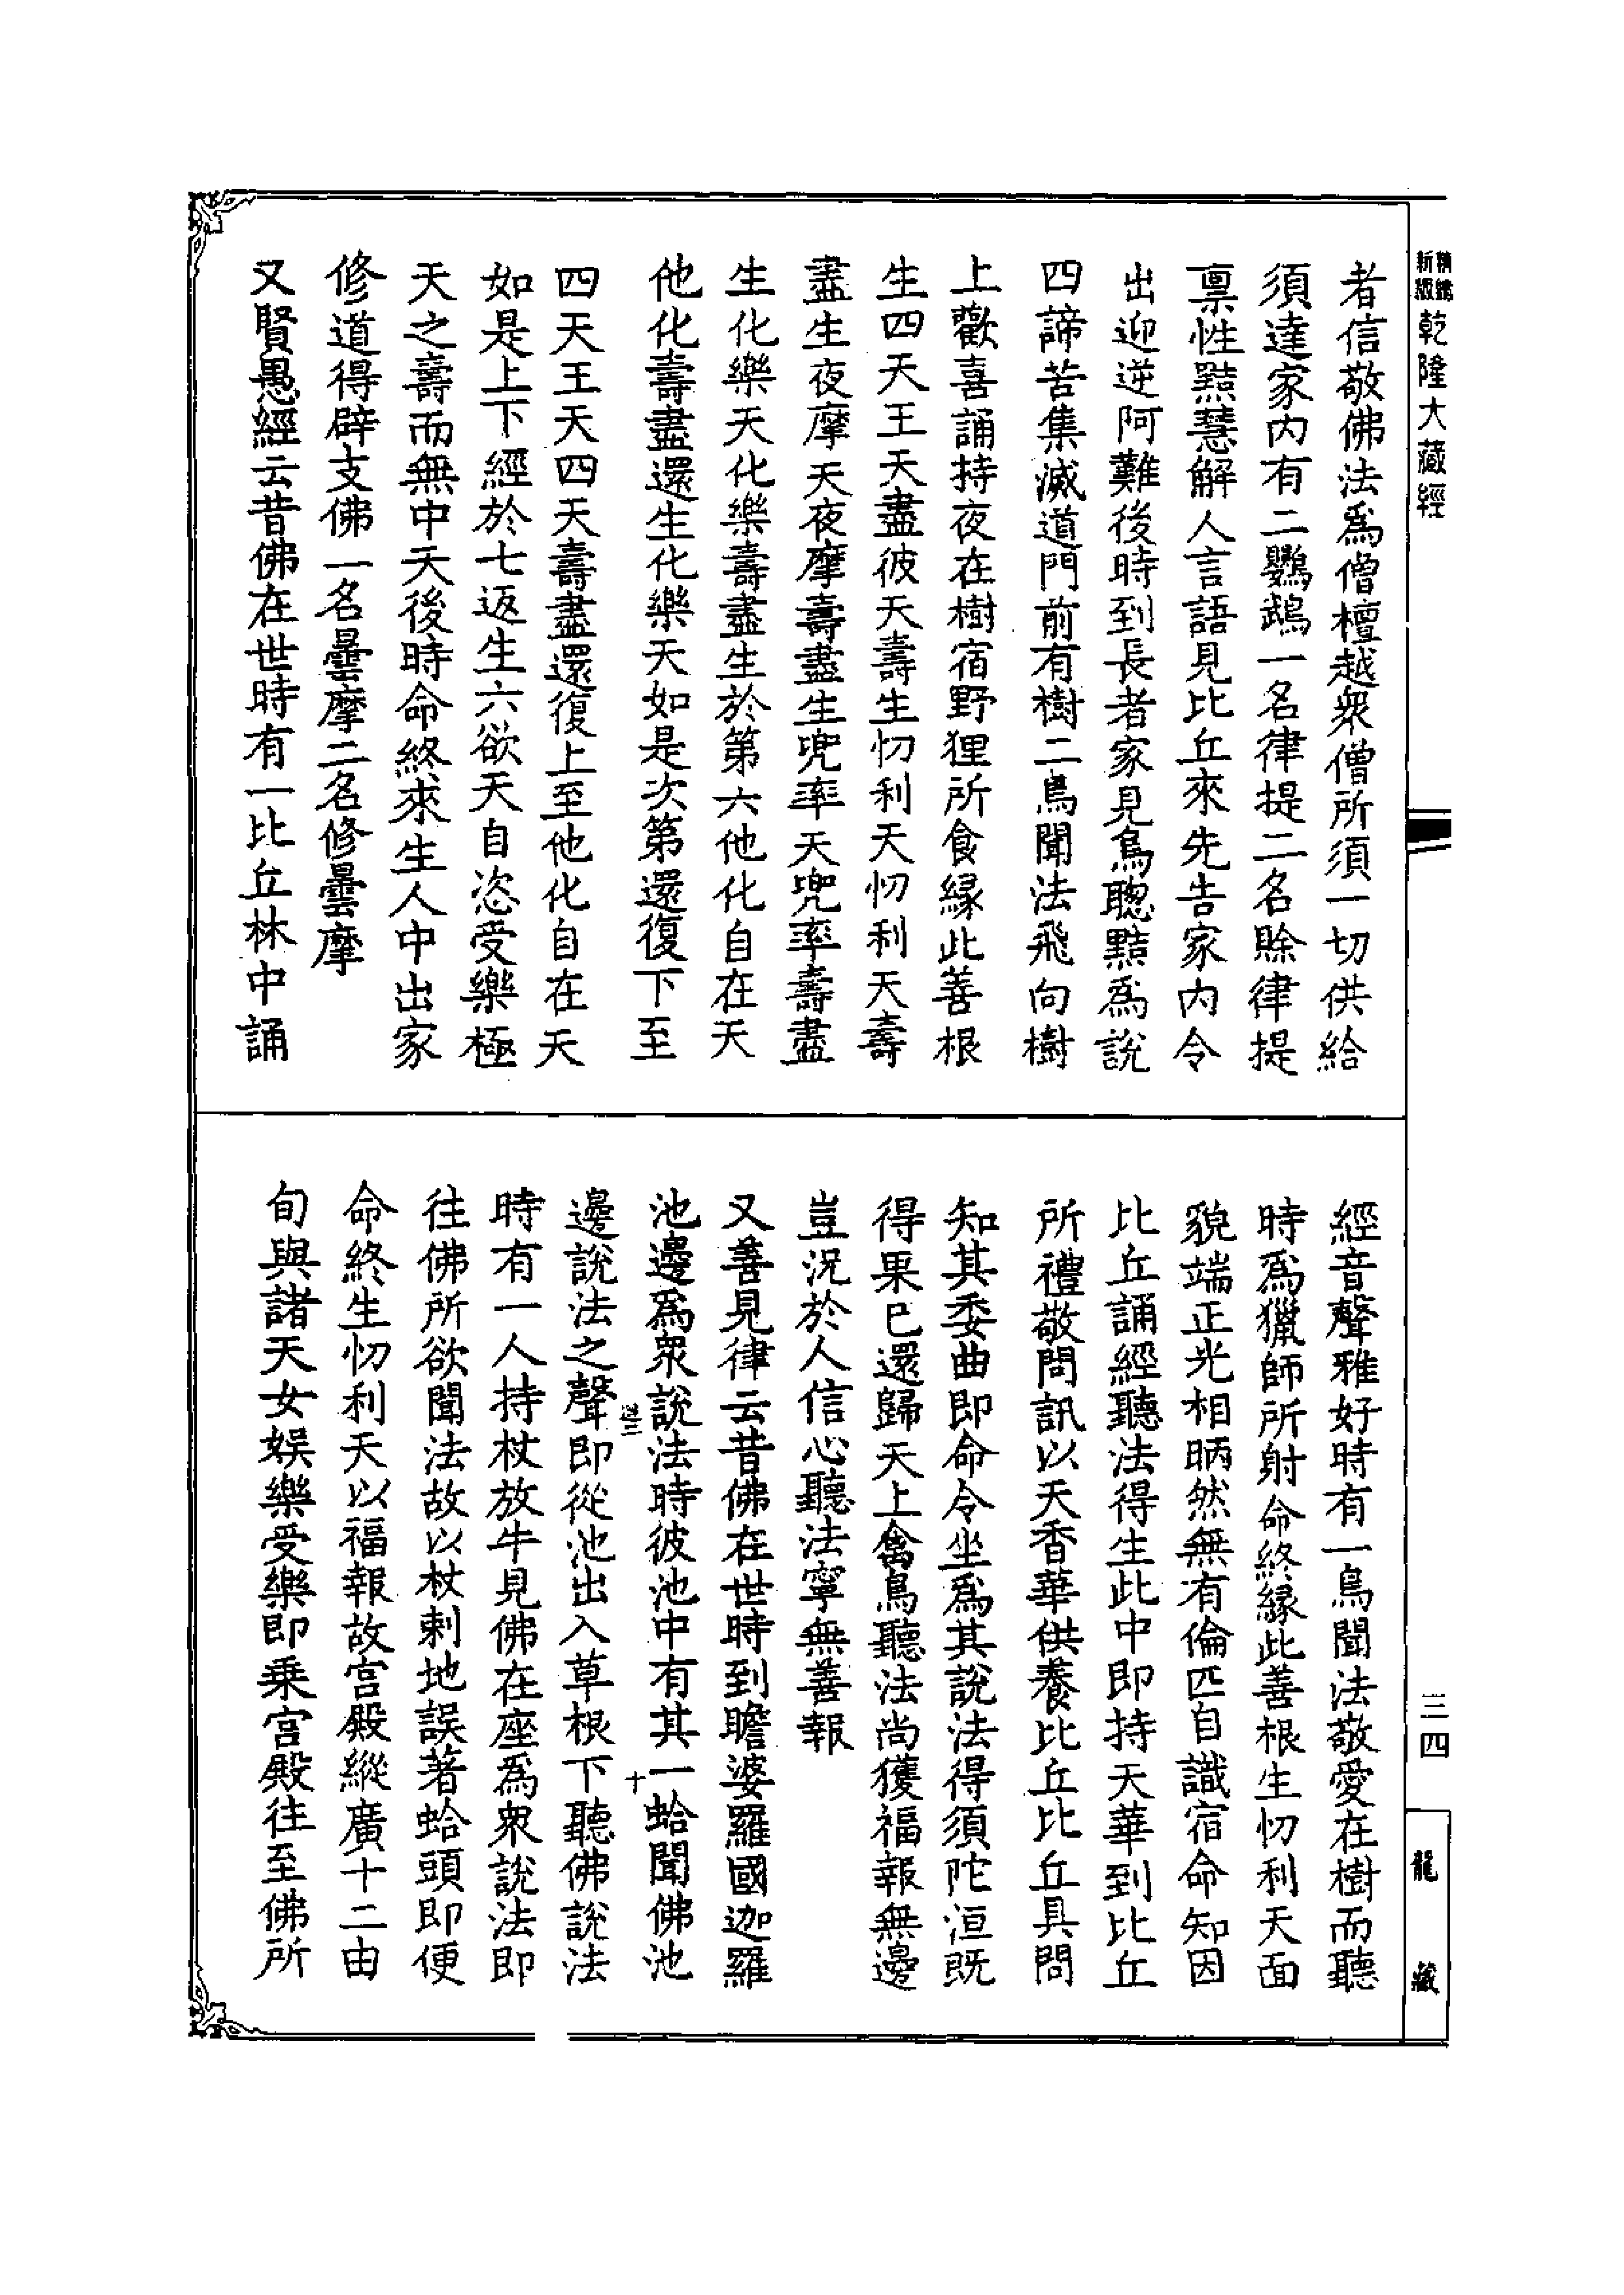 乾隆大藏經
者信敬佛法爲僧檀越衆僧所須一切供給
須達家內有二鸚鵡一名律提二名賒律提
稟性黠慧解人言語見比丘來先告家內令
出迎逆阿難後時到長者家見鳥聰黠爲說
四諦苦集滅道門前有樹二鳥聞法飛向樹
上歡喜誦持夜在樹宿野狸所食緣此善根
生四天王天盡彼天壽生忉利天忉利天壽
盡生夜摩天夜摩壽盡生兜率天兜率壽盡
生化樂天化樂壽盡生於第六他化自在天
他化壽盡還生化樂天如是次第還復下至
四天王天四天壽盡還復上至他化自在天
如是上下經於七返生六欲天自恣受樂極
天之壽而無中夭後時命終來生人中出家
修道得辟支佛一名曇摩二名修曇摩
又賢愚經云昔佛在世時有一比丘林中誦
經音聲雅好時有一鳥聞法敬愛在樹而聽
時爲獵師所射命終緣此善根生忉利天面
貌端正光相昞然無有倫匹自識宿命知因
比丘誦經聽法得生此中即持天華到比丘
所禮敬問訊以天香華供養比丘比丘具問
知其委曲即命令坐爲其說法得須陀洹既
得果已還歸天上禽鳥聽法尚獲福報無邊
豈況於人信心聽法寧無善報
又善見律云昔佛在世時到瞻婆羅國迦羅
池邊爲衆說法時彼池中有其一蛤聞佛池
邊說法之聲即從池出入草根下聽佛說法
時有一人持杖放牛見佛在座爲衆說法即
往佛所欲聞法故以杖刺地誤著蛤頭即便
命終生忉利天以福報故宮殿縱廣十二由
旬與諸天女娛樂受樂即乗宮殿往至佛所
十
三四
龍藏